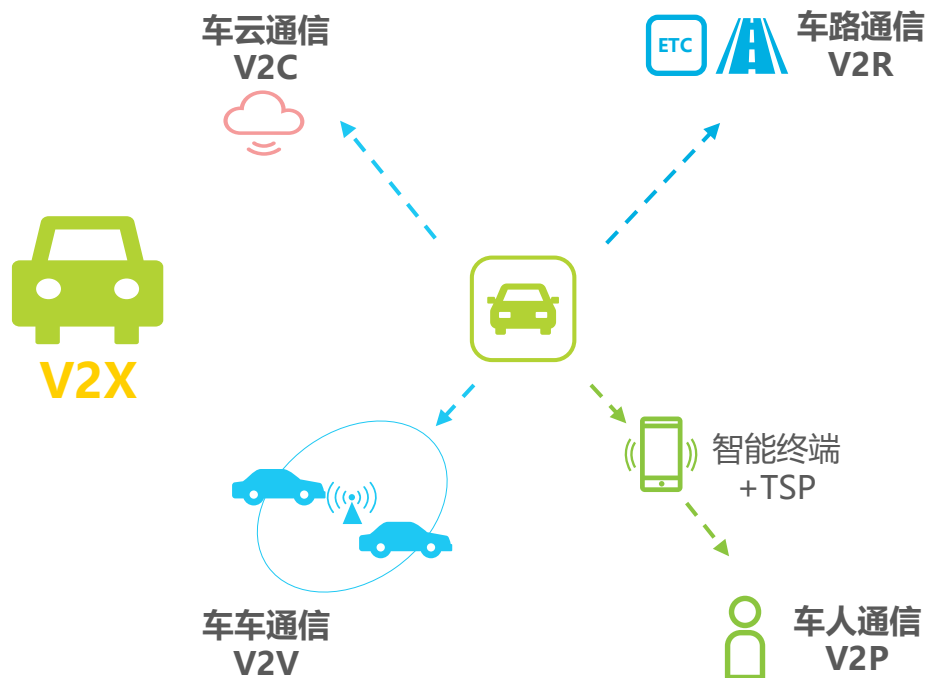 车云通信
V2C
ETC
车路通信
V2R
V2X
智能终端
+TSP
车车通信
V2V
车人通信
V2P